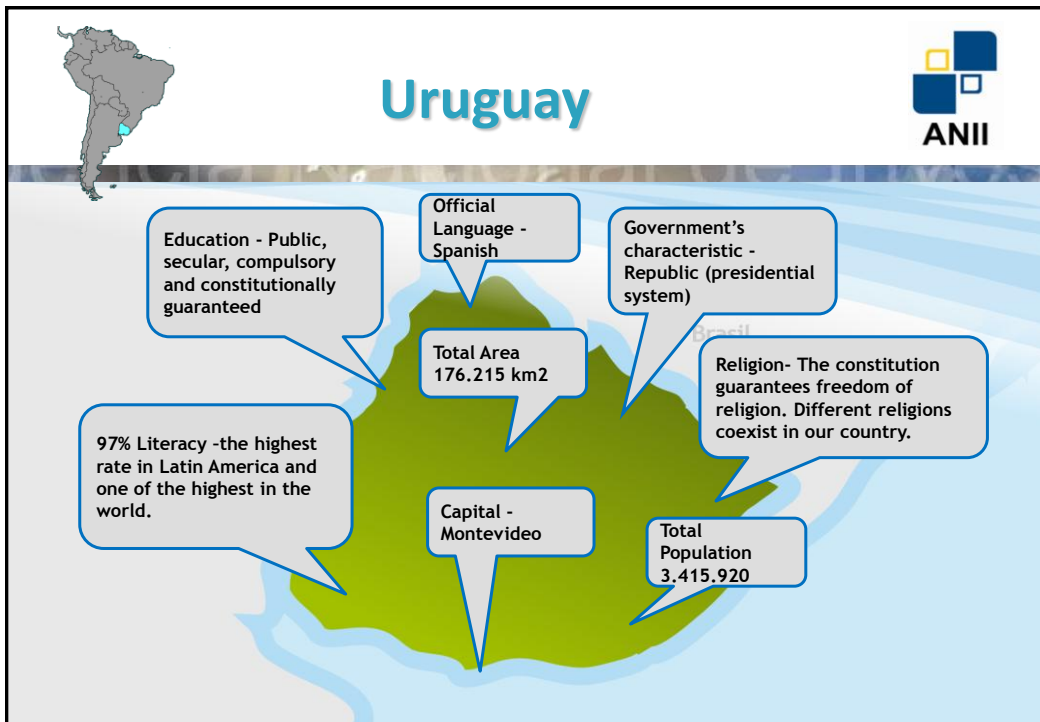 Uruguay
ANII
Official
Language -
Spanish
Education - Public,
secular, compulsory
and constitutionally
guaranteed
Government’s
characteristic -
Republic (presidential
system)
Brasil
Total Area
176.215 km2
Religion- The constitution
guarantees freedom of
religion. Different religions
coexist in our country.
97% Literacy –the highest
rate in Latin America and
one of the highest in the
world.
Capital -
Montevideo
Total
Population
3.415.920